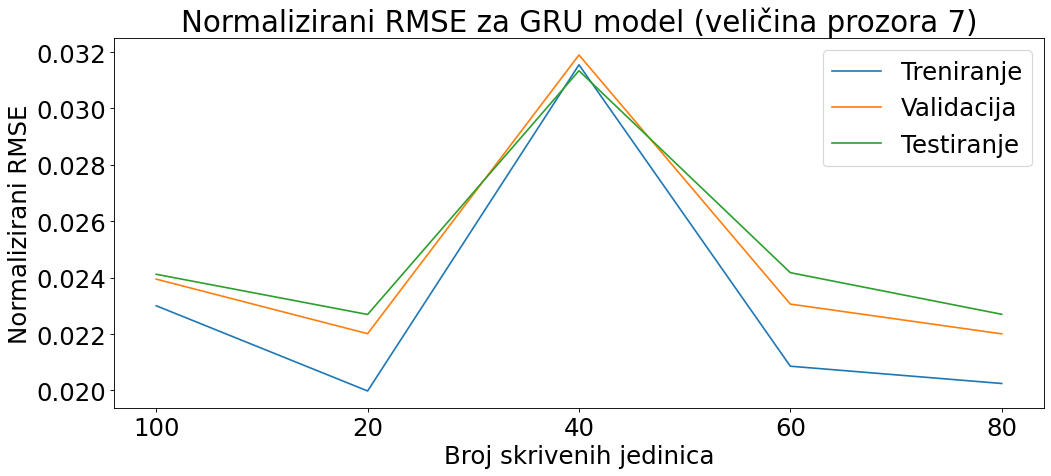 Normalizirani RMSE za GRU model (veličina prozora 7)
Normalizirani RMSE
0.032
0.030
0.028
0.026
0.024
0.022
0.020
Treniranje
Validacija
Testiranje
100 20 40 60 80
Broj skrivenih jedinica